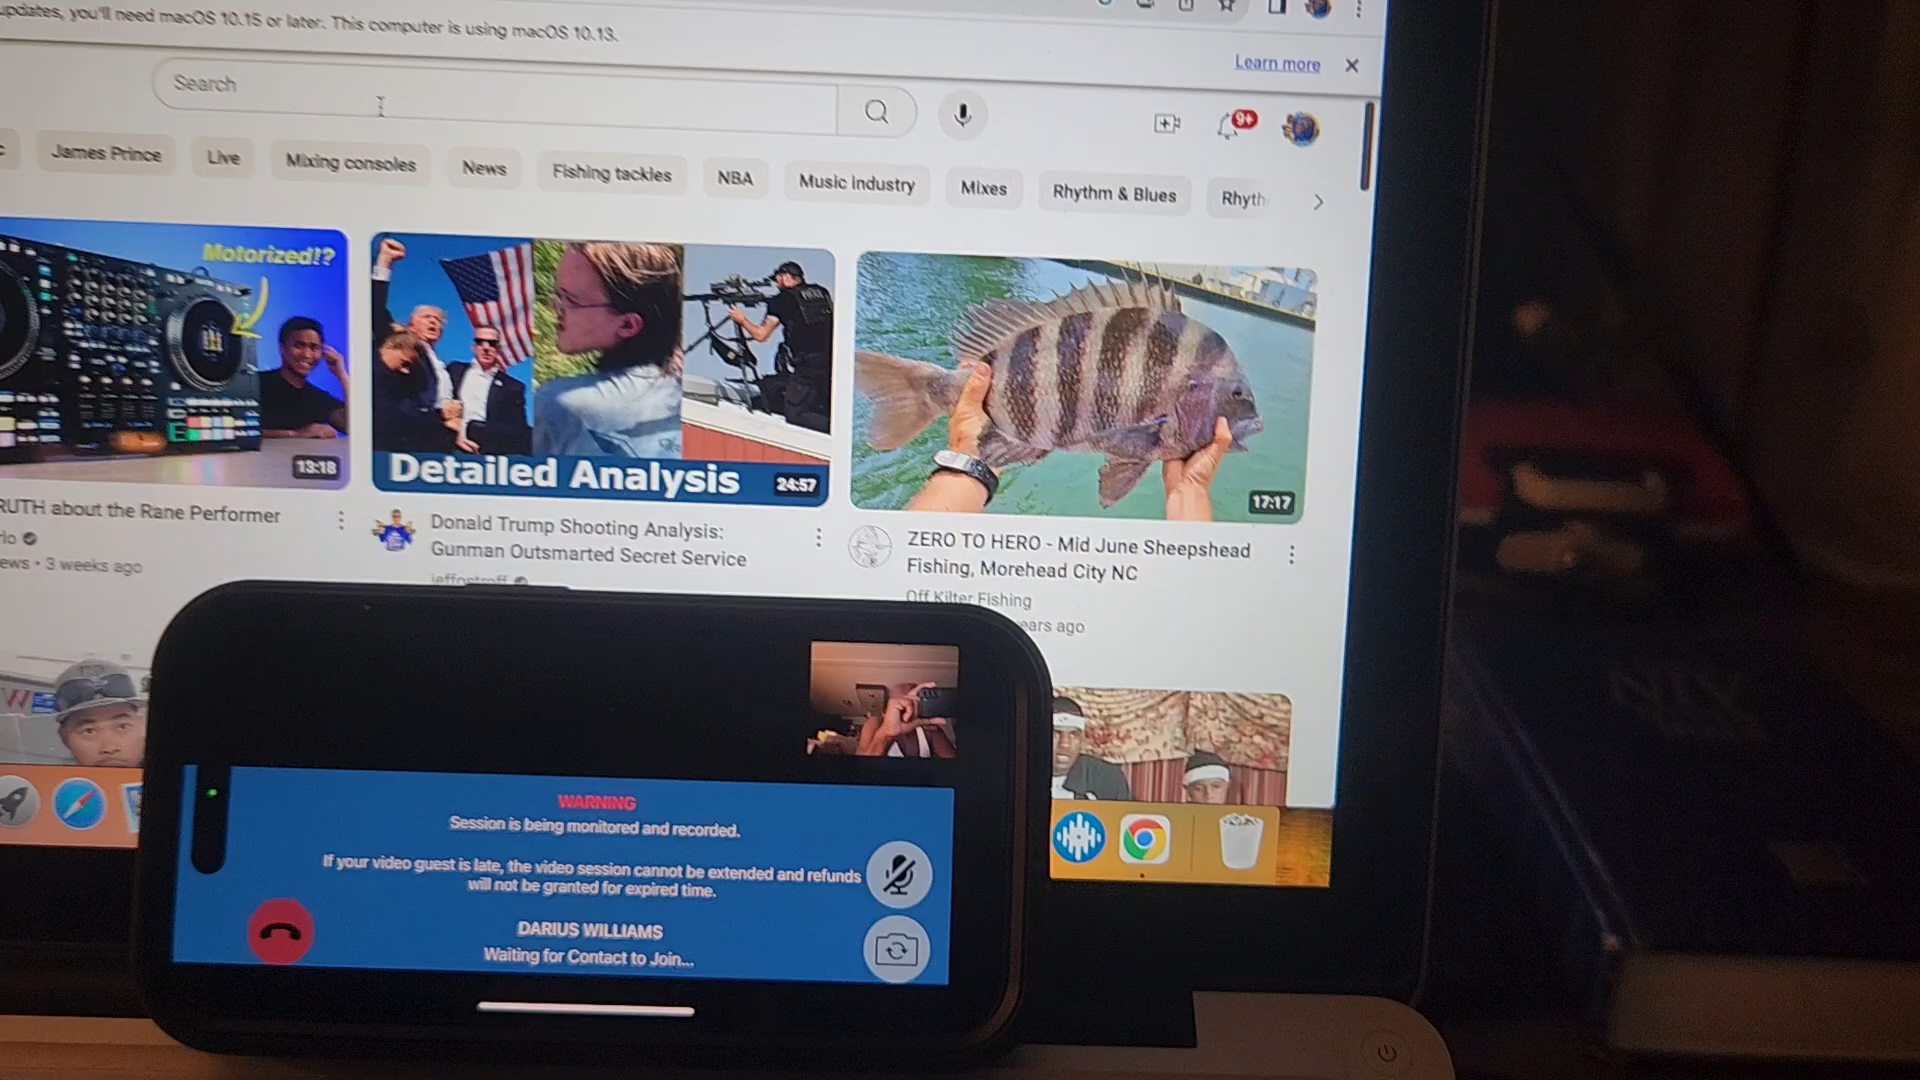 updates, you'll need macOS 10.15 or later. This computer is using macOS 10.13.
Learn more
Search
9+
James Prince
Live
Mixing consoles
News
Fishing tackles
NBA
Music industry
Mixes
Rhythm & Blues
Rhyth
Motorized!?
13:18
Detailed Analysis
24:57
17:17
RUTH about the Rane Performer
3 weeks ago
Donald Trump Shooting Analysis:
Gunman Outsmarted Secret Service
jeffostroff
ZERO TO HERO - Mid June Sheepshead
Fishing, Morehead City NC
Off Kilter Fishing
years ago
WARNING
Session is being monitored and recorded.
If your video guest is late, the video session cannot be extended and refunds
will not be granted for expired time.
DARIUS WILLIAMS
Waiting for Contact to Join...